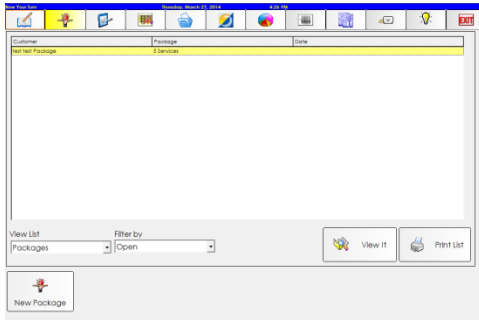 Now Your Turn Thursday, March 27, 2014 4:26 PM
EXIT
Customer Package Date
test test Package 5 Services
View List Filter by
Packages Open View It Print List
New Package